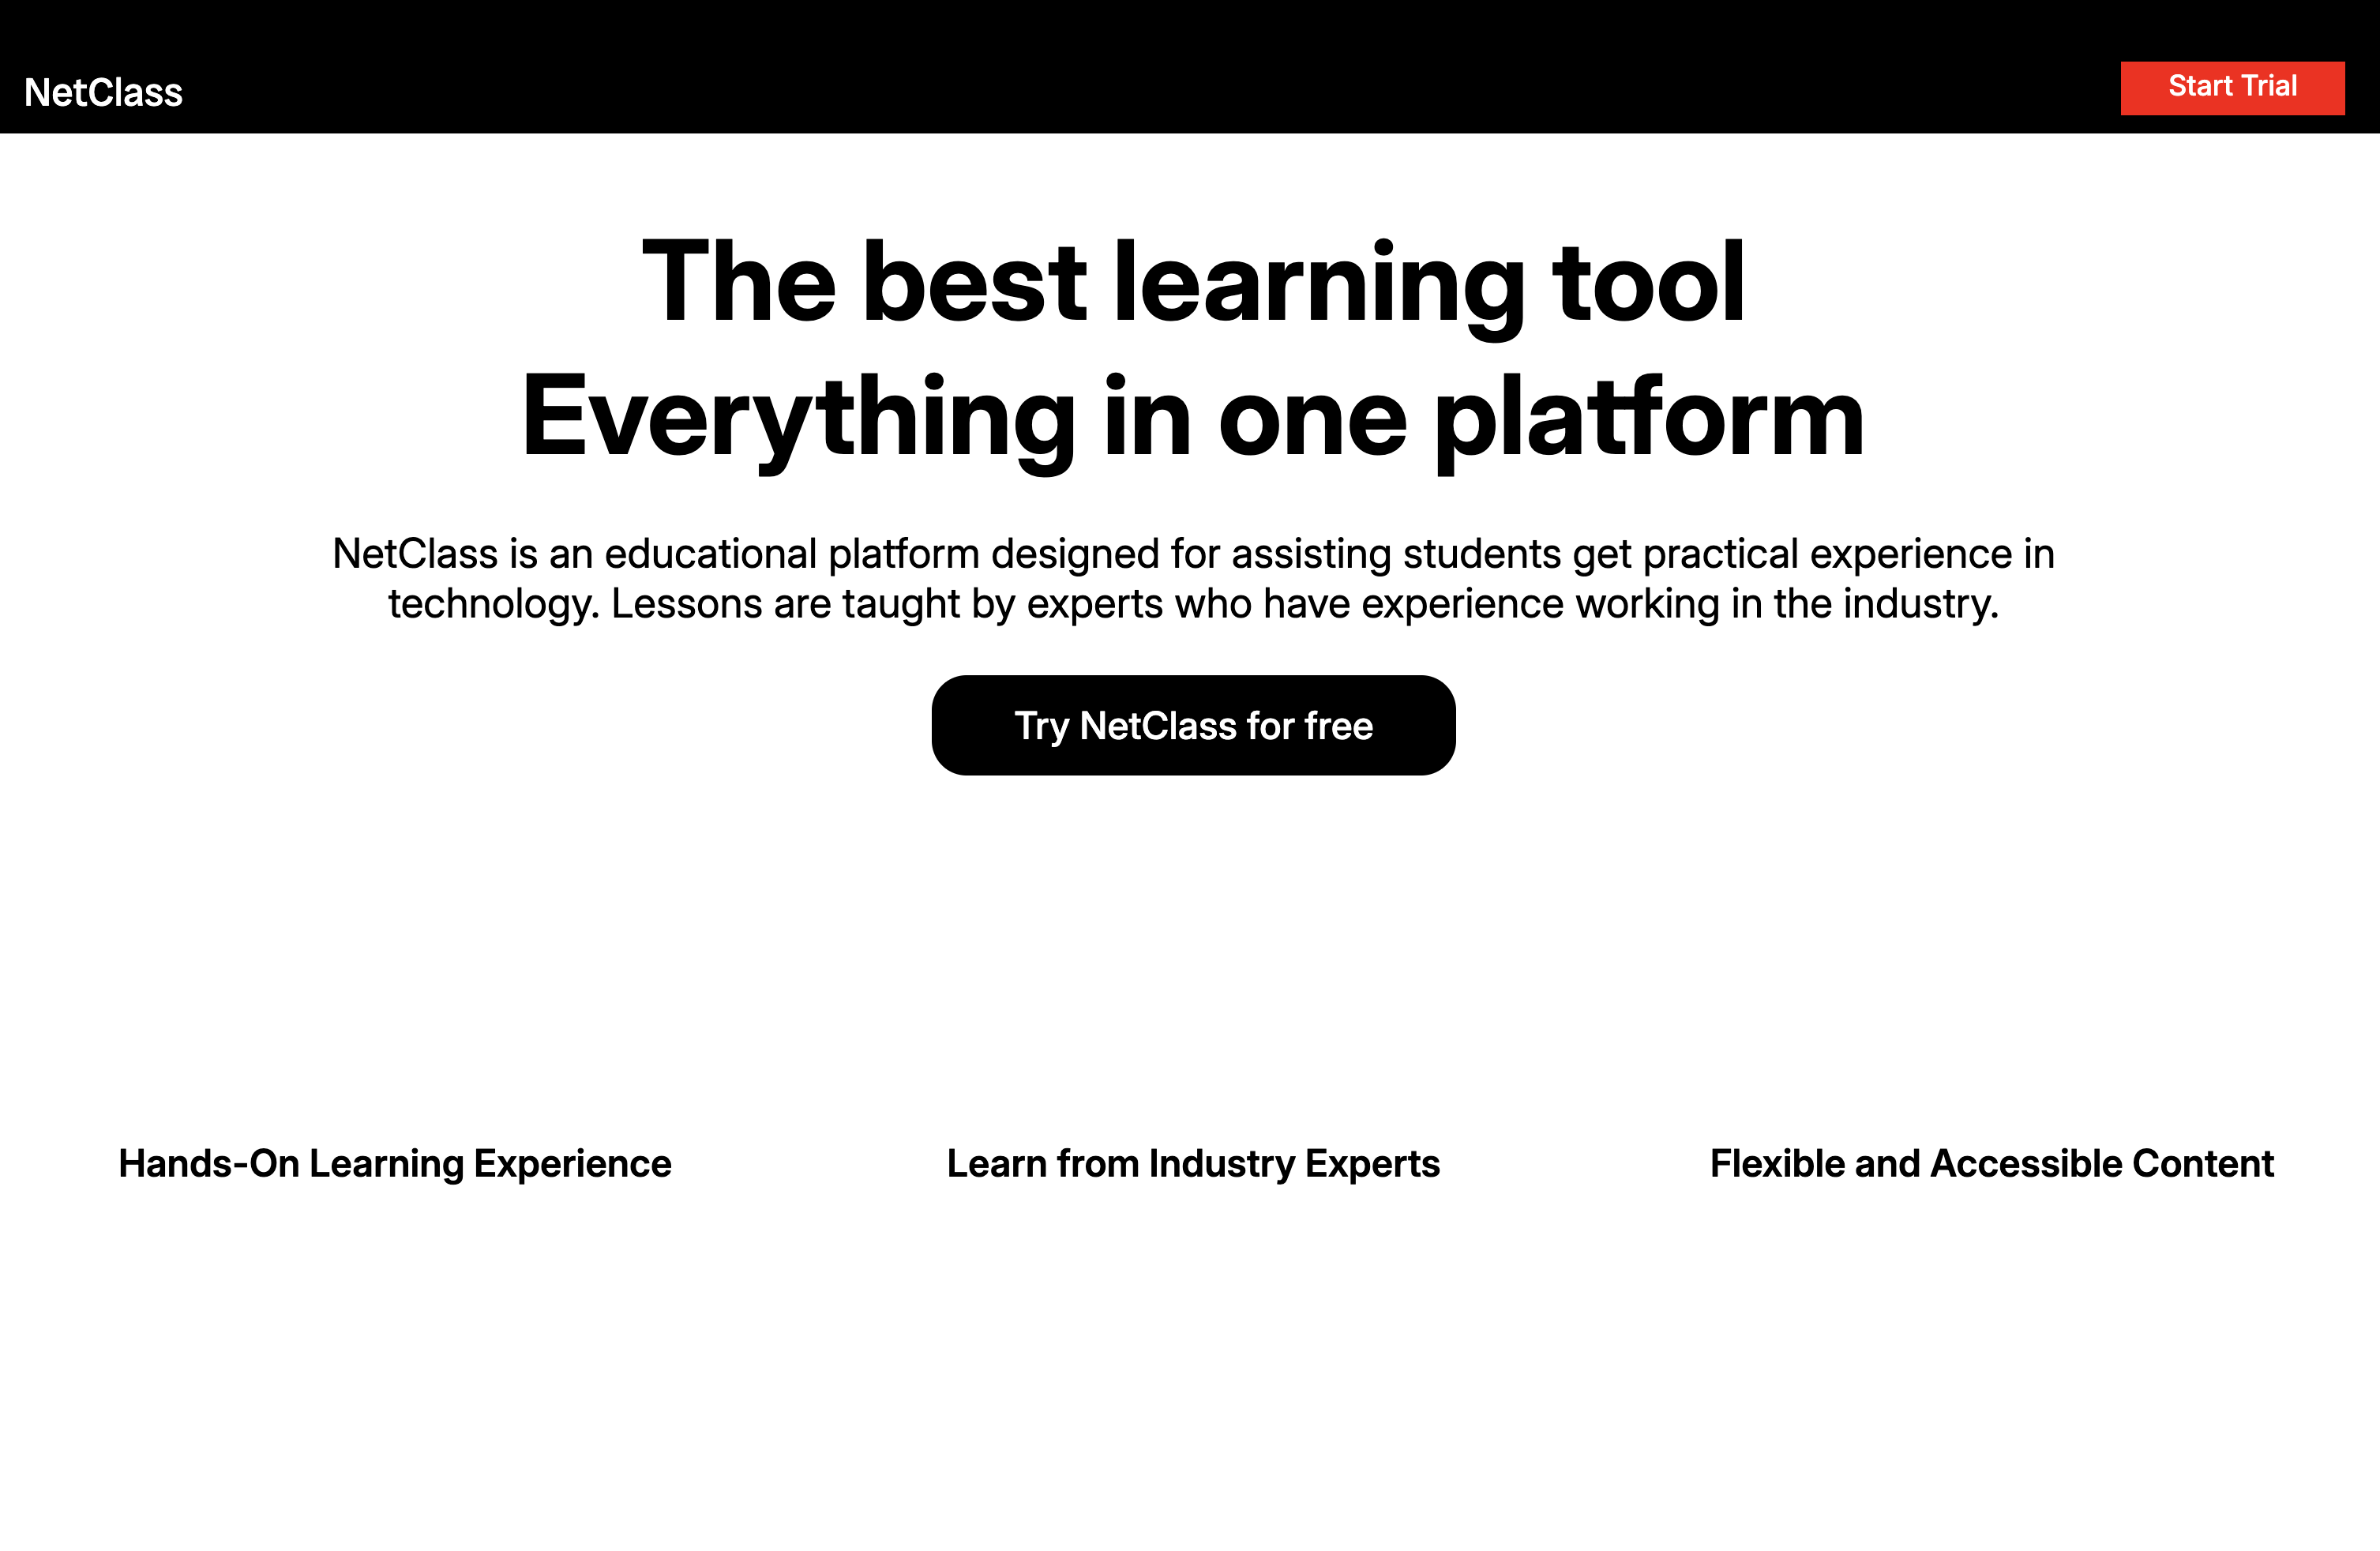 NetClass
Start Trial
The best learning tool
Everything in one platform
NetClass is an educational platform designed for assisting students get practical experience in
technology. Lessons are taught by experts who have experience working in the industry.
Try NetClass for free
Hands-On Learning Experience
Learn from Industry Experts
Flexible and Accessible Content